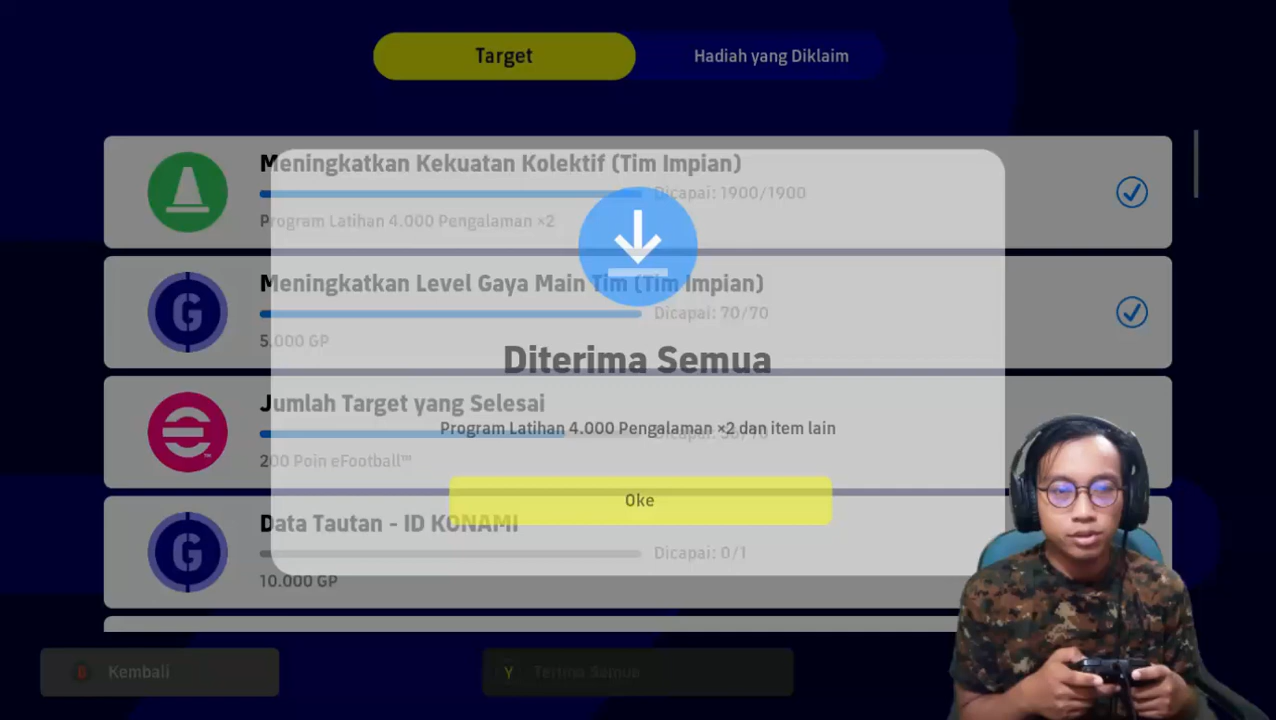 Target
Hadiah yang Diklaim
Meningkatkan Kekuatan Kolektif (Tim Impian)
Dicapai: 1900/1900
Program Latihan 4.000 Pengalaman ×2
G
Meningkatkan Level Gaya Main Tim (Tim Impian)
Dicapai: 70/70
5.000 GP
Diterima Semua
Jumlah Target yang Selesai
Program Latihan 4.000 Pengalaman ×2 dan item lain
200 Poin eFootball™
Oke
G
Data Tautan - ID KONAMI
Dicapai: 0/1
10.000 GP
B Kembali
Y Terima Semua